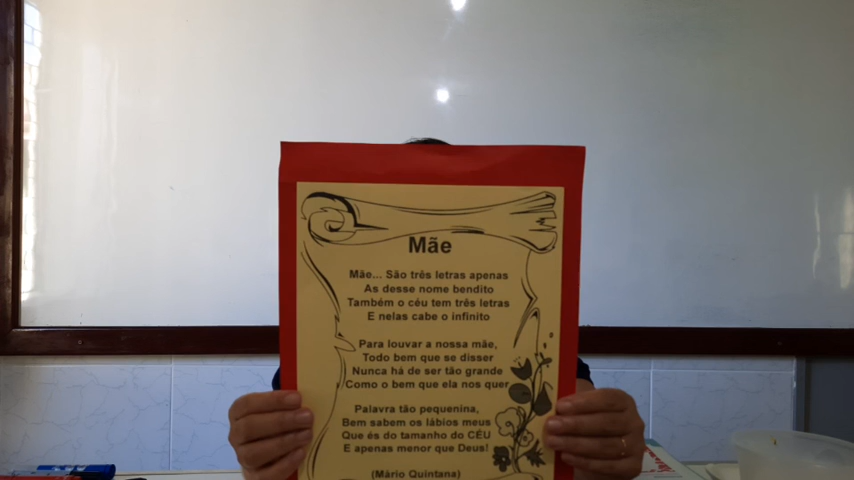 Mãe
Mãe... São três letras apenas
As desse nome bendito
Também o céu tem três letras
E nelas cabe o infinito
Para louvar a nossa mãe,
Todo bem que se disser
Nunca há de ser tão grande
Como o bem que ela nos quer
Palavra tão pequenina,
Bem sabem os lábios meus
Que és do tamanho do CÉU
E apenas menor que Deus!
(Mário Quintana)